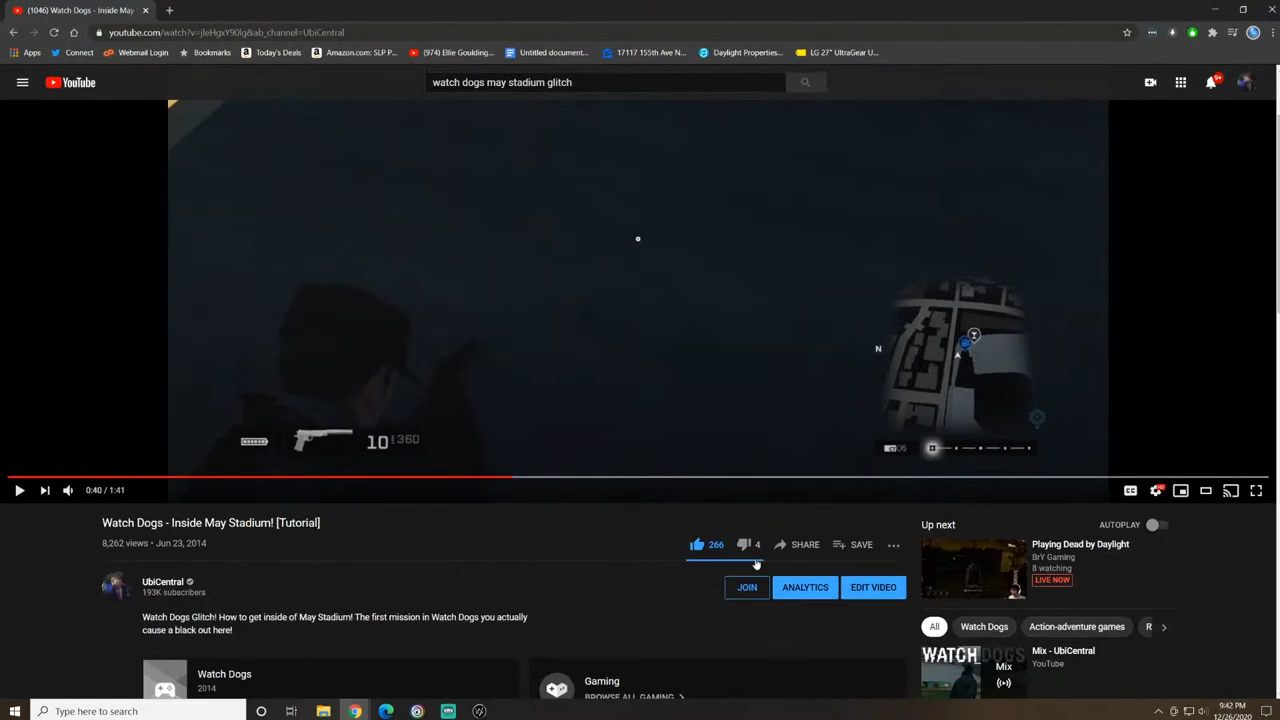 (1046) Watch Dogs - Inside May
youtube.com/watch?v=jIeHgxY90lg&ab_channel=UbiCentral
Apps Connect Webmail Login Bookmarks Today's Deals Amazon.com: SLP P... (974) Ellie Goulding... Untitled document... 17117 155th Ave N... Daylight Properties... LG 27" UltraGear U...
YouTube watch dogs may stadium glitch 9+
N
10 360
0:40 / 1:41 CC HD
Watch Dogs - Inside May Stadium! [Tutorial]
8,262 views • Jun 23, 2014
266 4 SHARE SAVE
UbiCentral
193K subscribers
JOIN ANALYTICS EDIT VIDEO
Watch Dogs Glitch! How to get inside of May Stadium! The first mission in Watch Dogs you actually
cause a black out here!
Watch Dogs
2014
Gaming
BROWSE ALL GAMING
Up next AUTOPLAY
Playing Dead by Daylight
BrY Gaming
8 watching
LIVE NOW
All Watch Dogs Action-adventure games R
WATCH DOGS
Mix
Mix - UbiCentral
YouTube
Type here to search
9:42 PM
12/26/2020